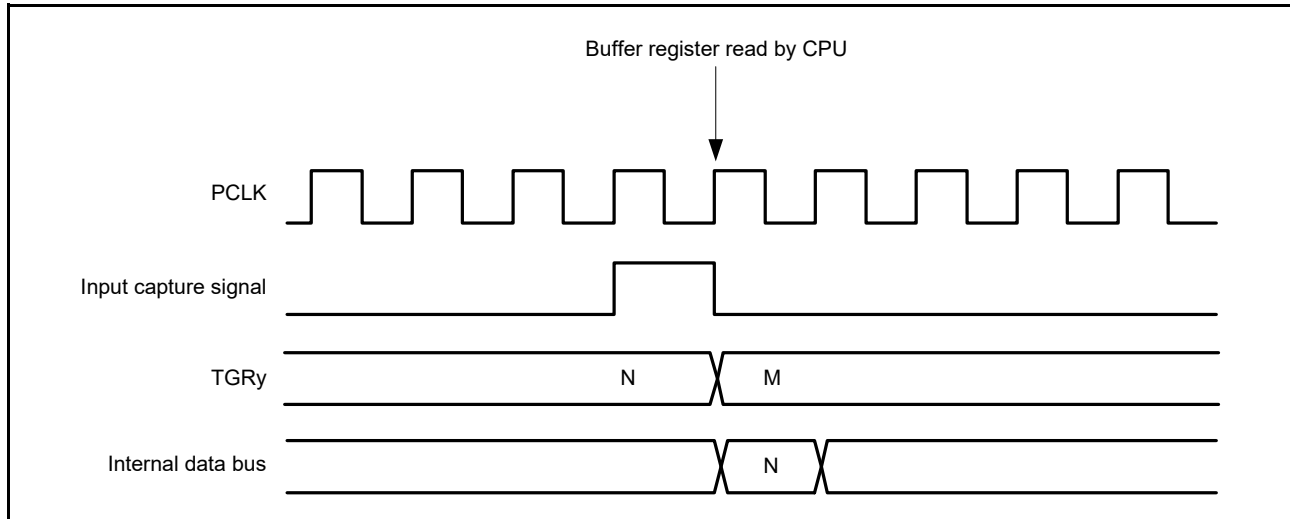 Buffer register read by CPU
PCLK
Input capture signal
TGRy
N
M
Internal data bus
N